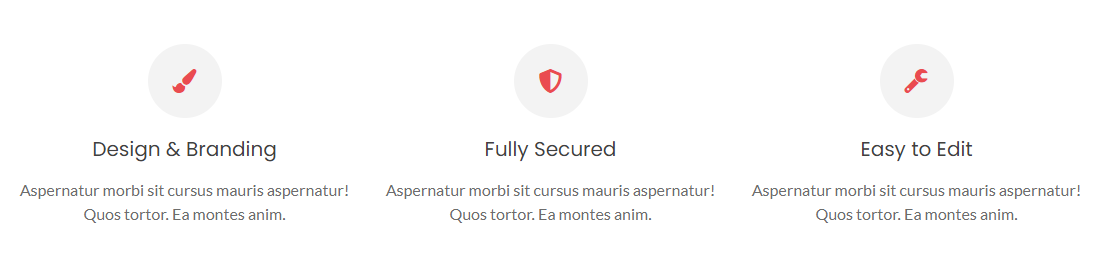 Design & Branding
Aspernatur morbi sit cursus mauris aspernatur!
Quos tortor. Ea montes anim.
Fully Secured
Aspernatur morbi sit cursus mauris aspernatur!
Quos tortor. Ea montes anim.
Easy to Edit
Aspernatur morbi sit cursus mauris aspernatur!
Quos tortor. Ea montes anim.